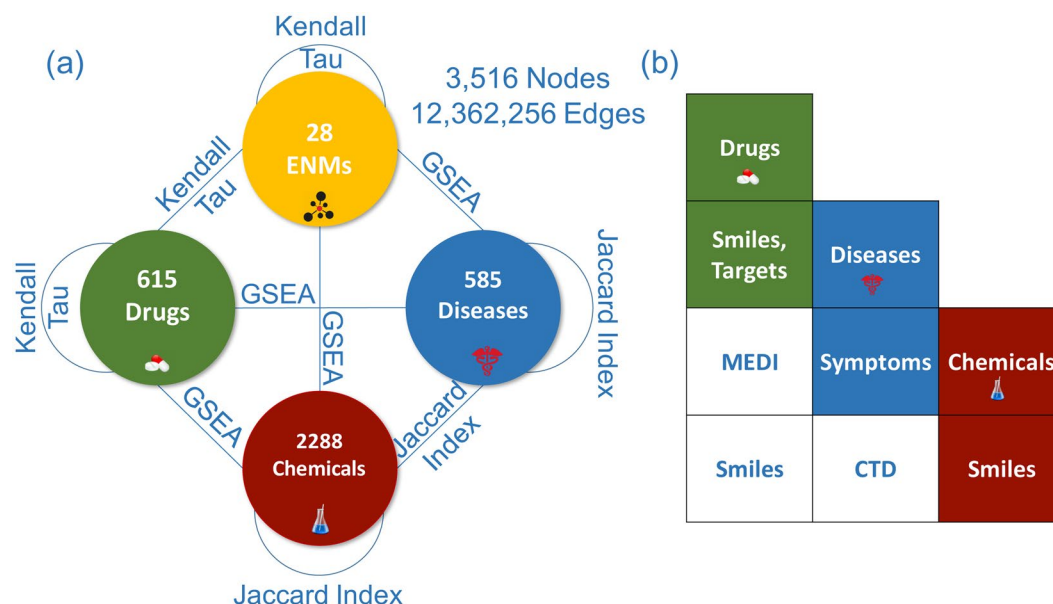 (a)
Kendall
Tau
3,516 Nodes
12,362,256 Edges
28
ENMs
Kendall
Tau
GSEA
Kendall
Tau
615
Drugs
GSEA
585
Diseases
Jaccard Index
GSEA
GSEA
Jaccard
Index
2288
Chemicals
Jaccard Index
(b)
Drugs
Smiles,
Targets
Diseases
MEDI
Symptoms
Chemicals
Smiles
CTD
Smiles